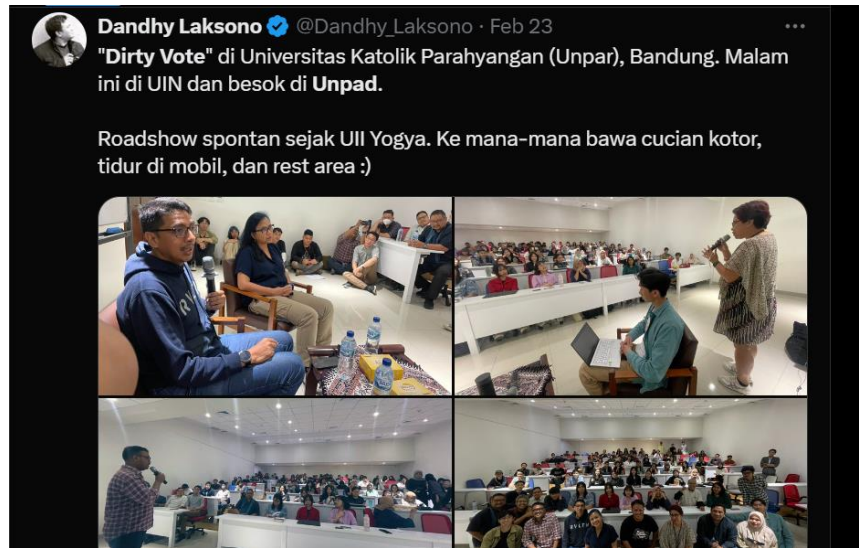 Dandhy Laksono @Dandhy_Laksono · Feb 23
"Dirty Vote" di Universitas Katolik Parahyangan (Unpar), Bandung. Malam
ini di UIN dan besok di Unpad.
Roadshow spontan sejak UII Yogya. Ke mana-mana bawa cucian kotor,
tidur di mobil, dan rest area :)